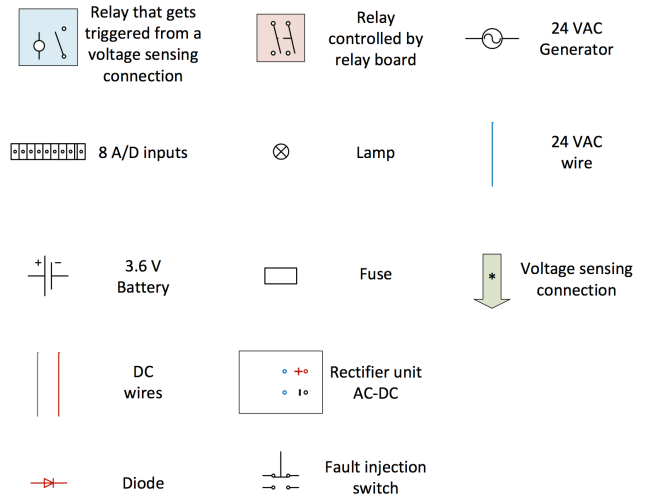 Relay that gets
triggered from a
voltage sensing
connection
Relay
controlled by
relay board
24 VAC
Generator
8 A/D inputs
Lamp
24 VAC
wire
+ −
3.6 V
Battery
Fuse
*
Voltage sensing
connection
DC
wires
Rectifier unit
AC-DC
Diode
Fault injection
switch